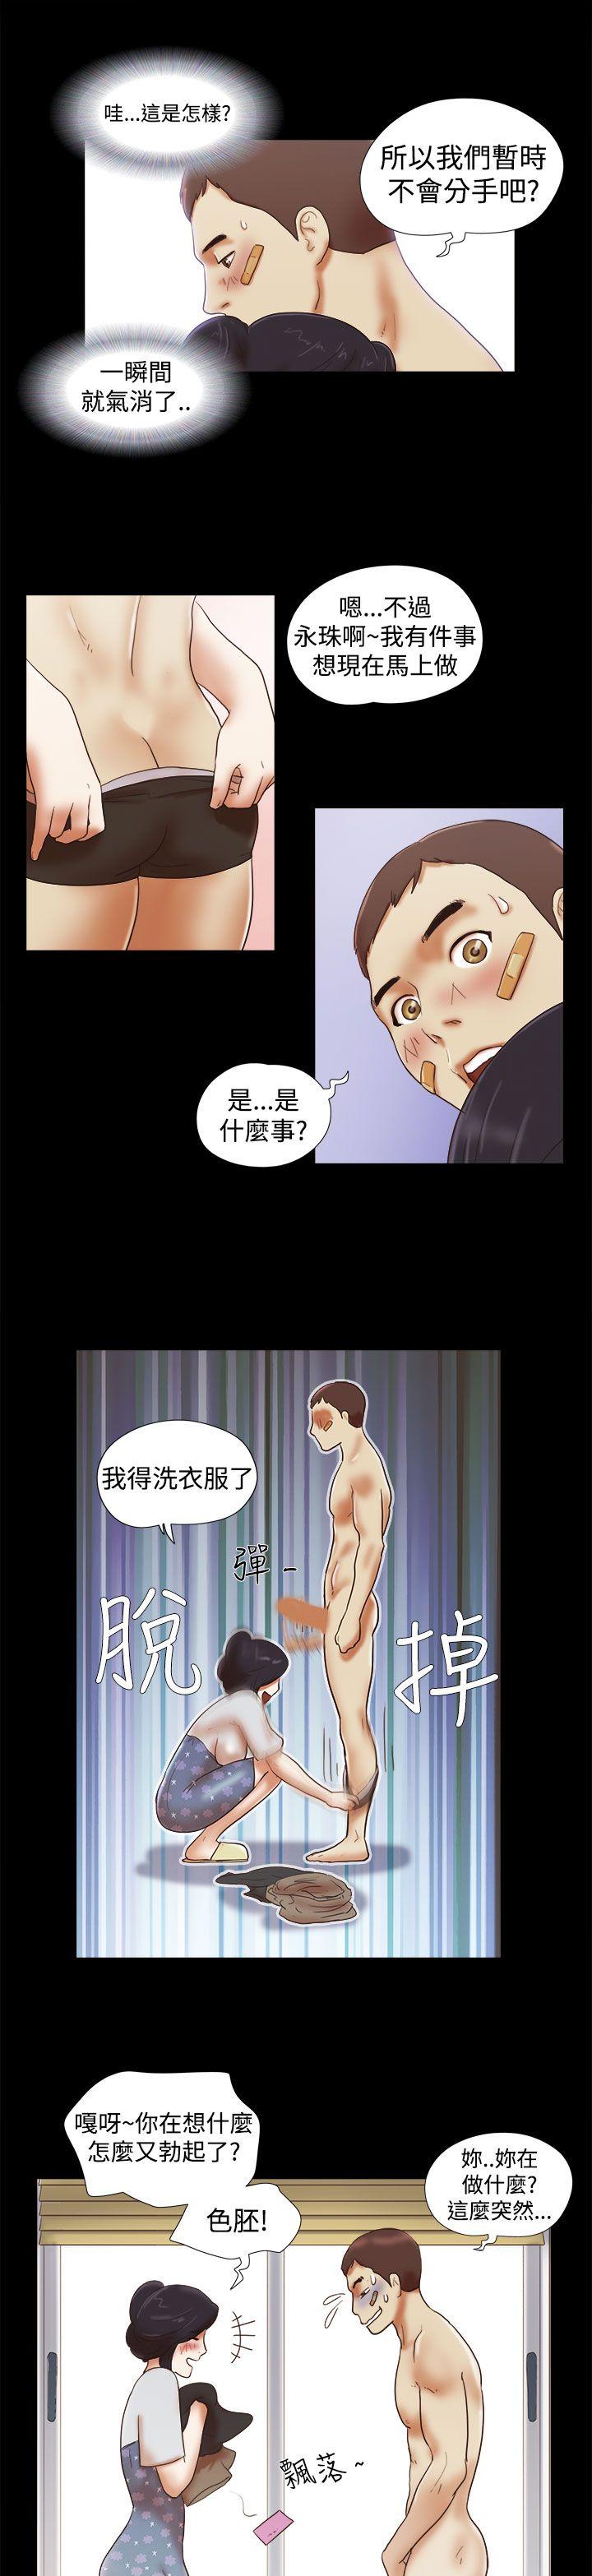 哇...這是怎樣?
所以我們暫時
不會分手吧?
一瞬間
就氣消了..
嗯...不過
永珠啊~我有件事
想現在馬上做
是...是
什麼事?
我得洗衣服了
彈-
脫
掉
嘎呀~你在想什麼
怎麼又勃起了?
色胚!
妳..妳在
做什麼?
這麼突然...
飄落~